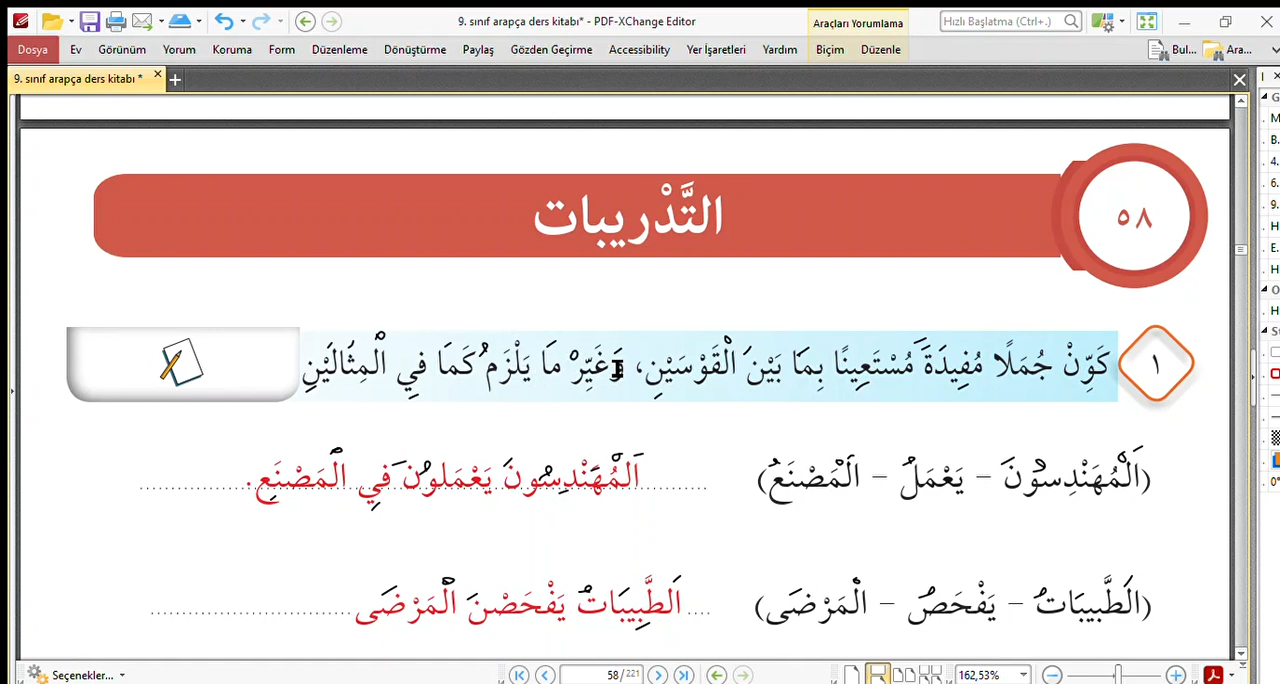 9. sınıf arapça ders kitabı* - PDF-XChange Editor
Araçları Yorumlama
Hızlı Başlatma (Ctrl+.)
Dosya Ev Görünüm Yorum Koruma Form Düzenleme Dönüştürme Paylaş Gözden Geçirme Accessibility Yer İşaretleri Yardım Biçim Düzenle Bul... Ara...
9. sınıf arapça ders kitabı *
التَّدْرِيبات
٥٨
١
كَوِّنْ جُمَلًا مُفِيدَةً مُسْتَعِينًا بِمَا بَيْنَ الْقَوْسَيْنِ، وَغَيِّرْ مَا يَلْزَمُ كَمَا فِي الْمِثَالَيْنِ
(اَلْمُهَنْدِسُونَ – يَعْمَلُ – اَلْمَصْنَعُ) اَلْمُهَنْدِسُونَ يَعْمَلُونَ فِي الْمَصْنَعِ.
(اَلطَّبِيبَاتُ – يَفْحَصُ – الْمَرْضَى) اَلطَّبِيبَاتُ يَفْحَصْنَ الْمَرْضَى
Seçenekler... 58 / 221 162,53%